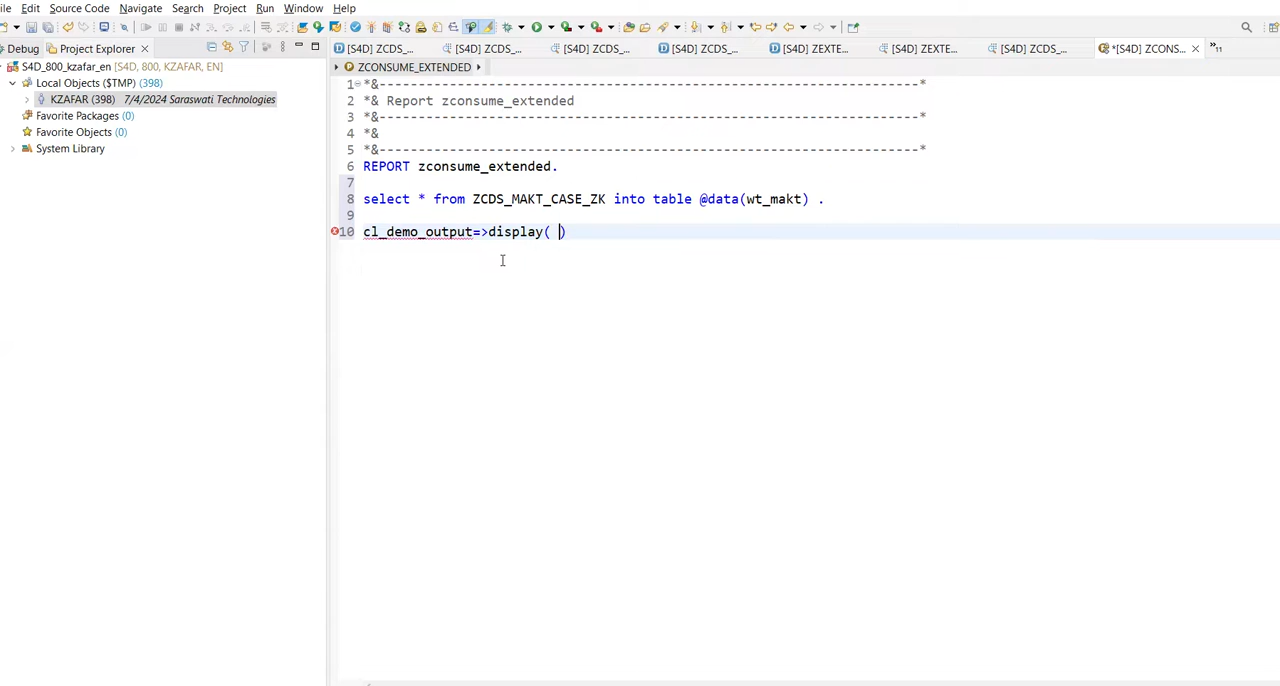 ile Edit Source Code Navigate Search Project Run Window Help
[S4D] ZCDS_... [S4D] ZCDS_... [S4D] ZCDS_... [S4D] ZCDS_... [S4D] ZEXTE... [S4D] ZEXTE... [S4D] ZCDS_... *[S4D] ZCONS... »11
Debug Project Explorer
ZCONSUME_EXTENDED
S4D_800_kzafar_en [S4D, 800, KZAFAR, EN]
Local Objects ($TMP) (398)
KZAFAR (398) 7/4/2024 Saraswati Technologies
Favorite Packages (0)
Favorite Objects (0)
System Library
1 *&---------------------------------------------------------------------*
2 *& Report zconsume_extended
3 *&---------------------------------------------------------------------*
4 *&
5 *&---------------------------------------------------------------------*
6 REPORT zconsume_extended.
7
8 select * from ZCDS_MAKT_CASE_ZK into table @data(wt_makt) .
9
10 cl_demo_output=>display( )